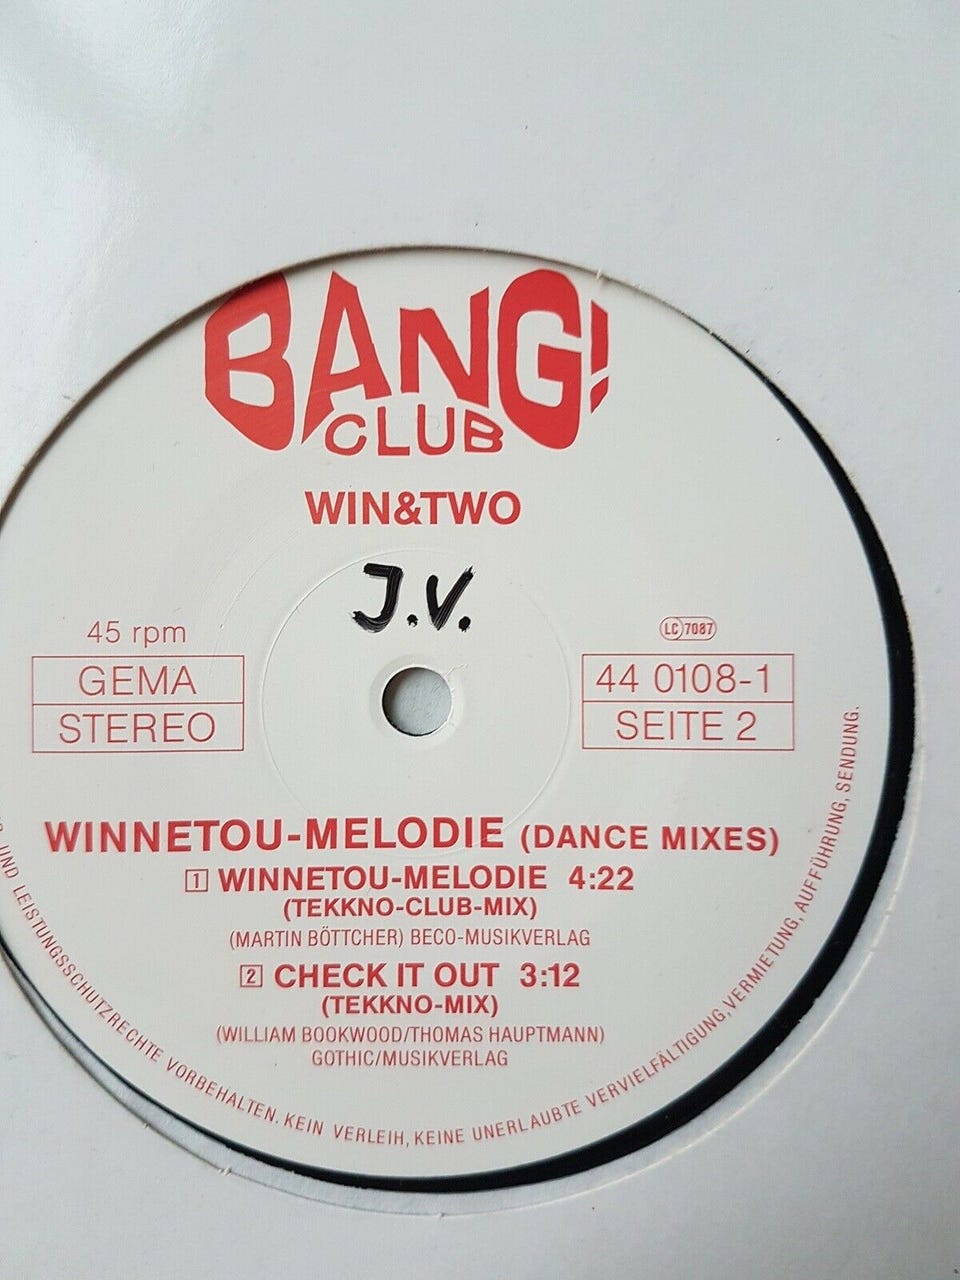 BANG!
CLUB
WIN&TWO
J.V.
45 rpm
GEMA
STEREO
LC 7087
44 0108-1
SEITE 2
WINNETOU-MELODIE (DANCE MIXES)
1 WINNETOU-MELODIE 4:22
(TEKKNO-CLUB-MIX)
(MARTIN BÖTTCHER) BECO-MUSIKVERLAG
2 CHECK IT OUT 3:12
(TEKKNO-MIX)
(WILLIAM BOOKWOOD/THOMAS HAUPTMANN)
GOTHIC/MUSIKVERLAG
UND LEISTUNGSSCHUTZRECHTE VORBEHALTEN. KEIN VERLEIH, KEINE UNERLAUBTE VERVIELFÄLTIGUNG, VERMIETUNG, AUFFÜHRUNG, SENDUNG.